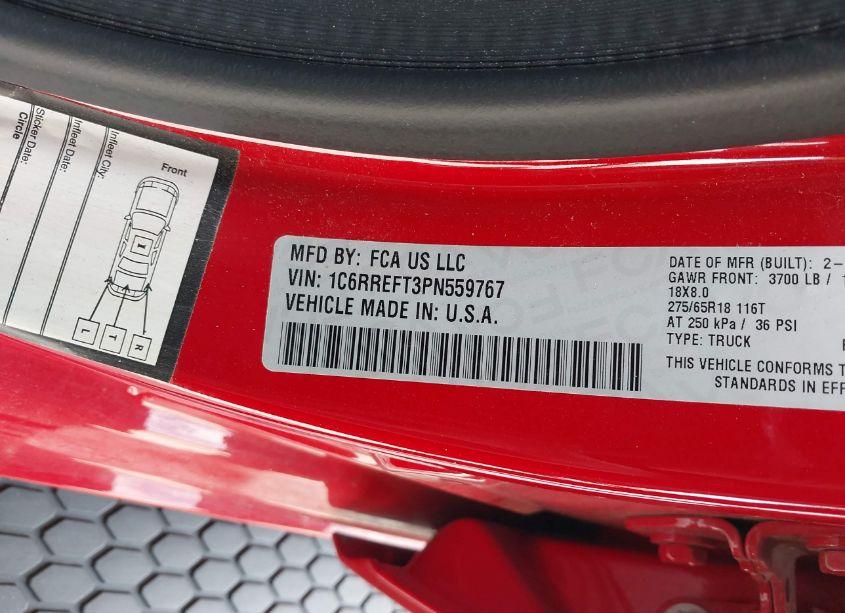 Front
Infleet City:
Infleet Date:
Sticker Date:
Circle
L
T
R
MFD BY: FCA US LLC
VIN: 1C6RREFT3PN559767
VEHICLE MADE IN: U.S.A.
DATE OF MFR (BUILT): 2-
GAWR FRONT: 3700 LB /
18X8.0
275/65R18 116T
AT 250 kPa / 36 PSI
TYPE: TRUCK
THIS VEHICLE CONFORMS T
STANDARDS IN EFF